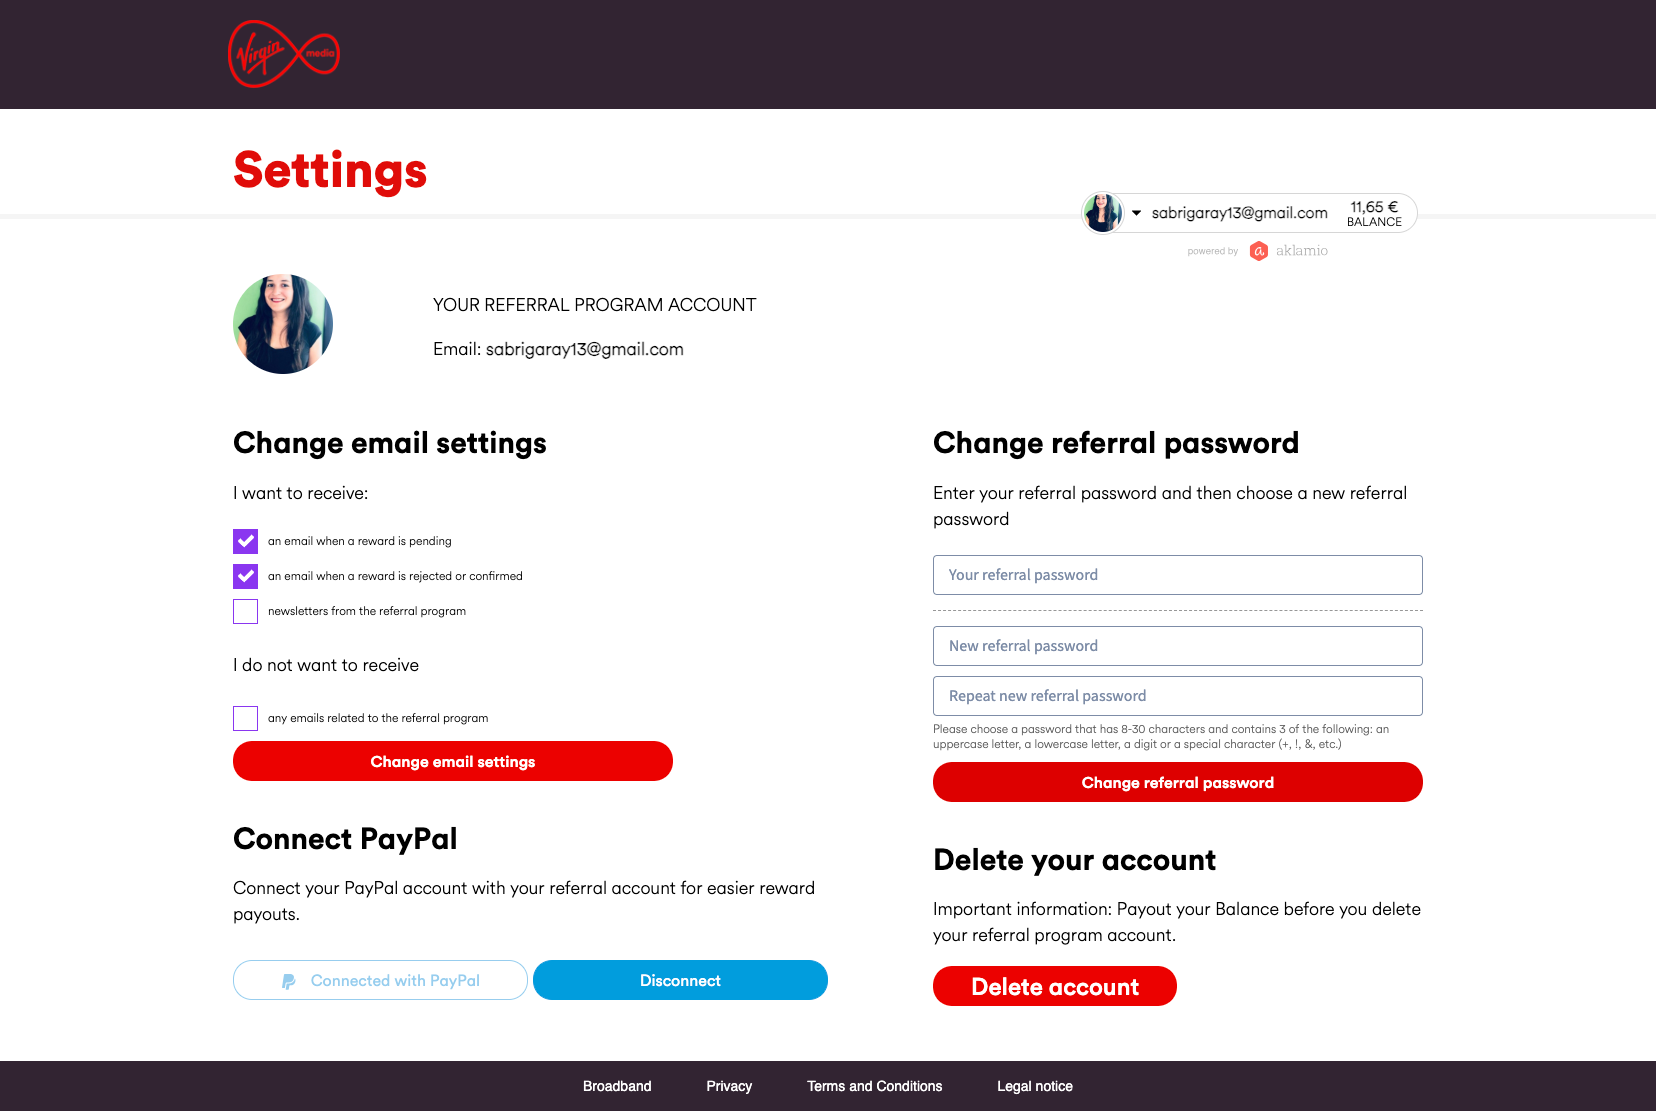 Virgin media
Settings
sabrigaray13@gmail.com
11,65 €
BALANCE
powered by a aklamio
YOUR REFERRAL PROGRAM ACCOUNT
Email: sabrigaray13@gmail.com
Change email settings
I want to receive:
an email when a reward is pending
an email when a reward is rejected or confirmed
newsletters from the referral program
I do not want to receive
any emails related to the referral program
Change email settings
Connect PayPal
Connect your PayPal account with your referral account for easier reward
payouts.
Connected with PayPal
Disconnect
Change referral password
Enter your referral password and then choose a new referral
password
Your referral password
New referral password
Repeat new referral password
Please choose a password that has 8-30 characters and contains 3 of the following: an
uppercase letter, a lowercase letter, a digit or a special character (+, !, &, etc.)
Change referral password
Delete your account
Important information: Payout your Balance before you delete
your referral program account.
Delete account
Broadband Privacy Terms and Conditions Legal notice